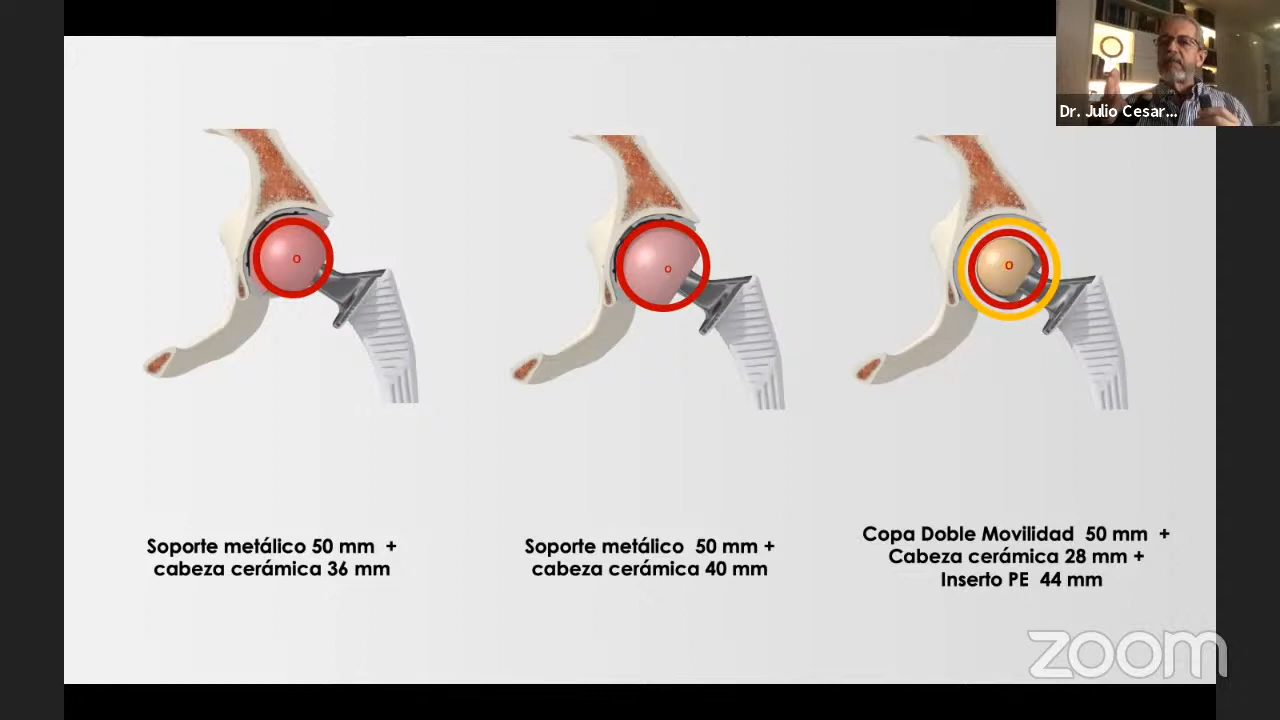 Dr. Julio Cesar...
Soporte metálico 50 mm +
cabeza cerámica 36 mm
Soporte metálico 50 mm +
cabeza cerámica 40 mm
Copa Doble Movilidad 50 mm +
Cabeza cerámica 28 mm +
Inserto PE 44 mm
zoom